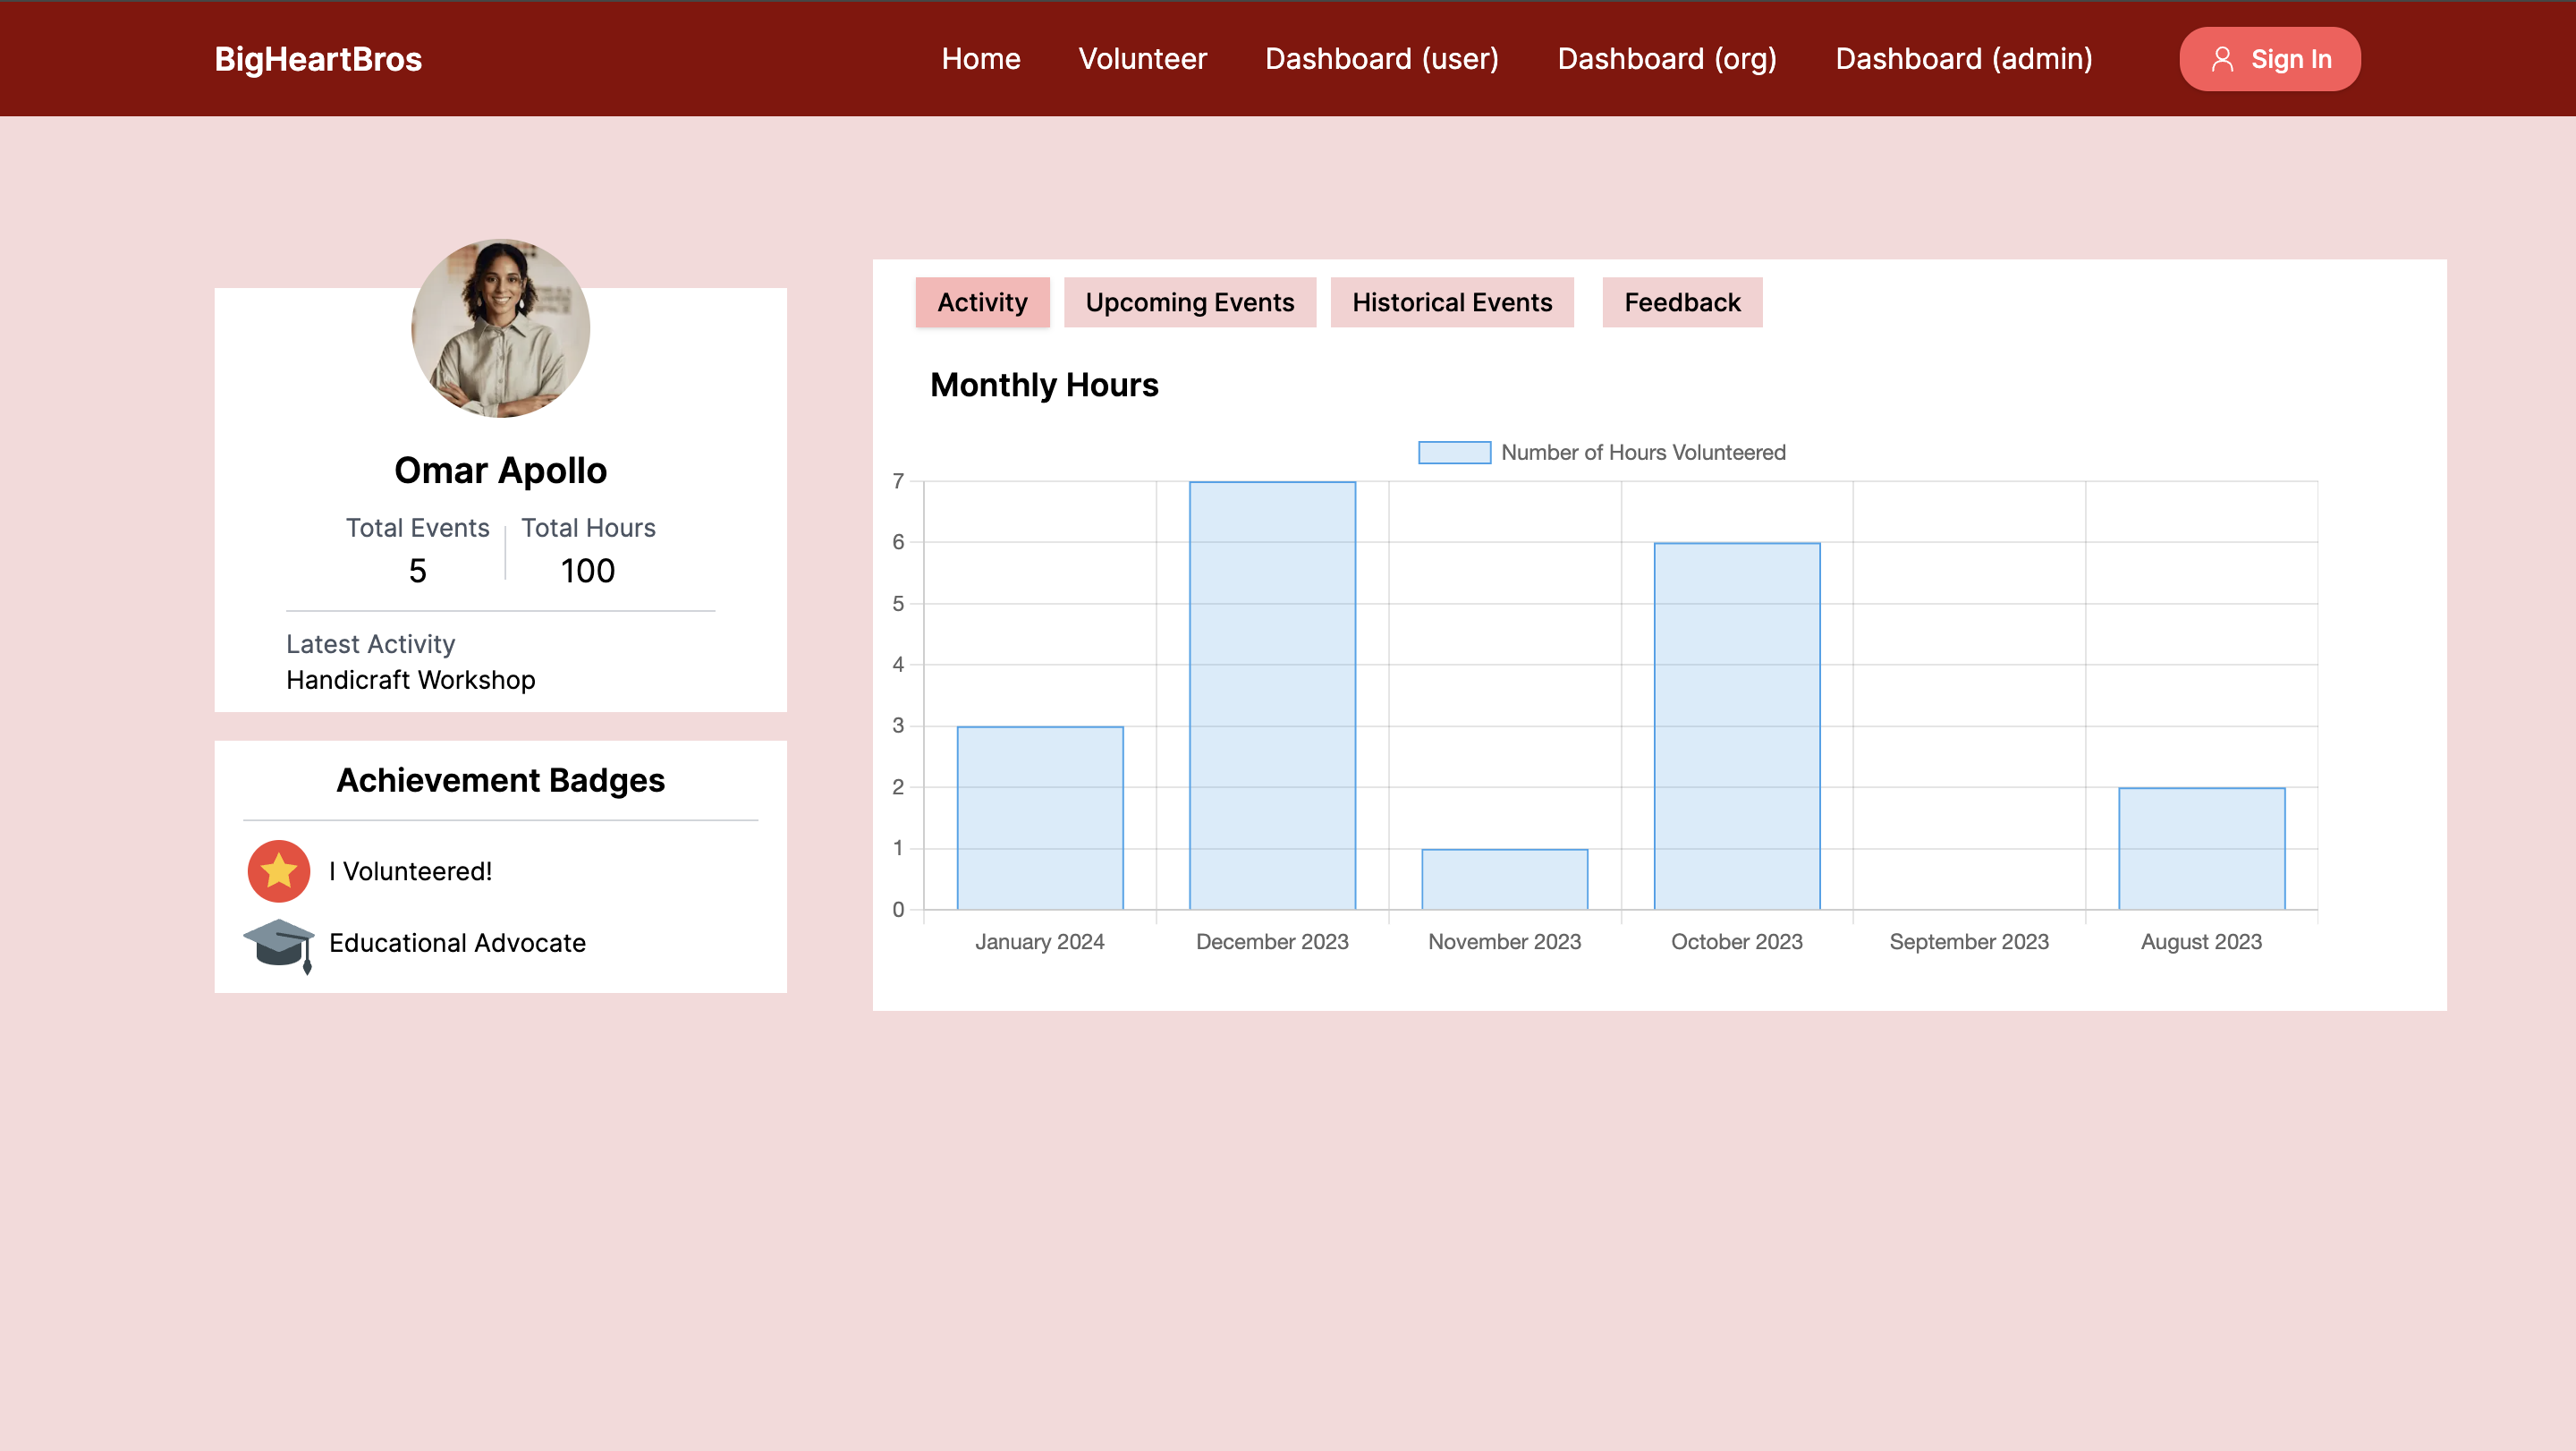 BigHeartBros
Home Volunteer Dashboard (user) Dashboard (org) Dashboard (admin) Sign In
Omar Apollo
Total Events Total Hours
5 100
Latest Activity
Handicraft Workshop
Achievement Badges
I Volunteered!
Educational Advocate
Activity Upcoming Events Historical Events Feedback
Monthly Hours
Number of Hours Volunteered
7
6
5
4
3
2
1
0
January 2024 December 2023 November 2023 October 2023 September 2023 August 2023